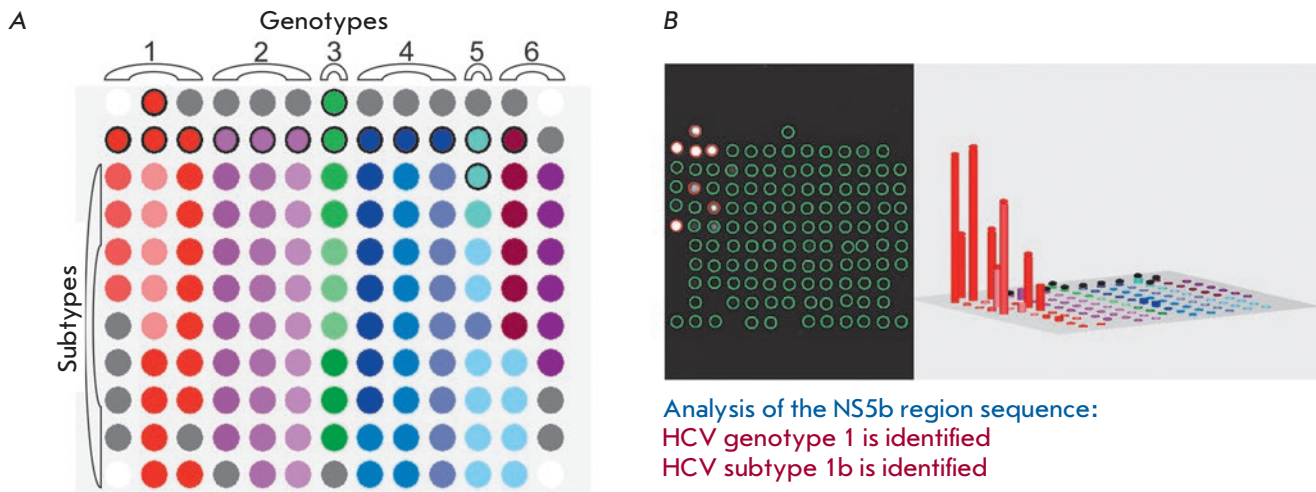 A
Genotypes
1 2 3 4 5 6
Subtypes
B
Analysis of the NS5b region sequence:
HCV genotype 1 is identified
HCV subtype 1b is identified